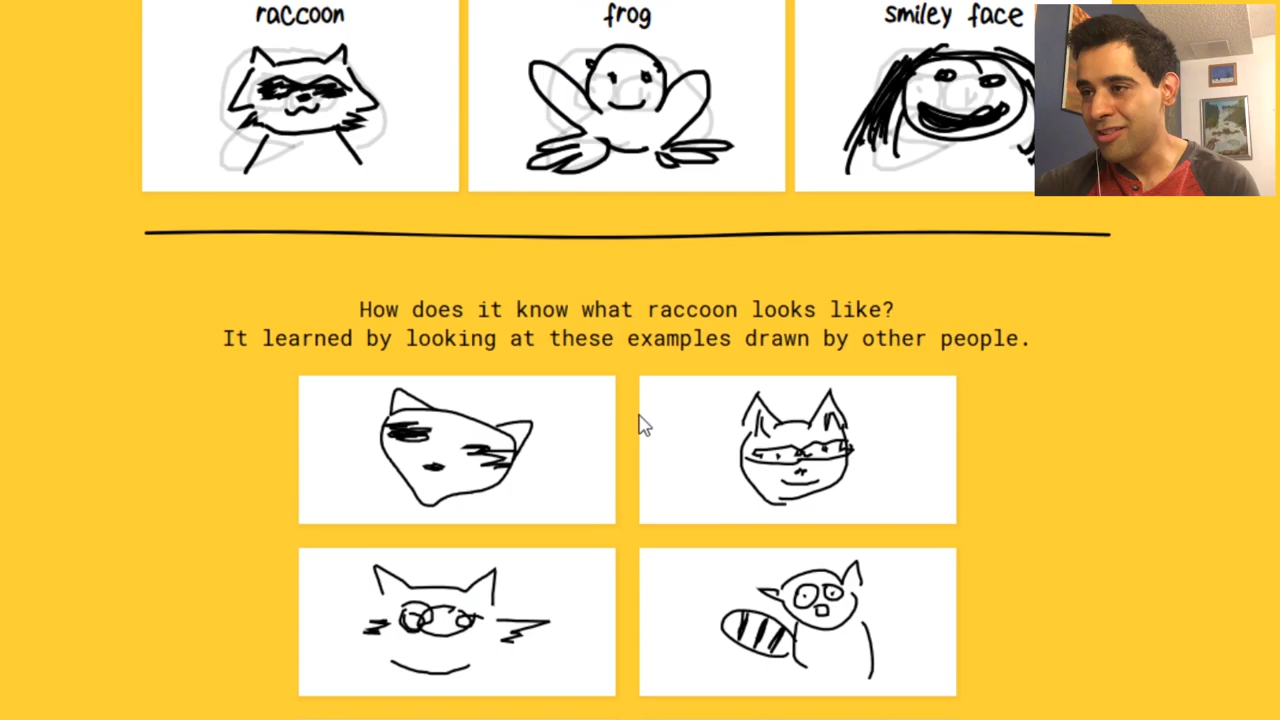 raccoon
frog
smiley face
How does it know what raccoon looks like?
It learned by looking at these examples drawn by other people.